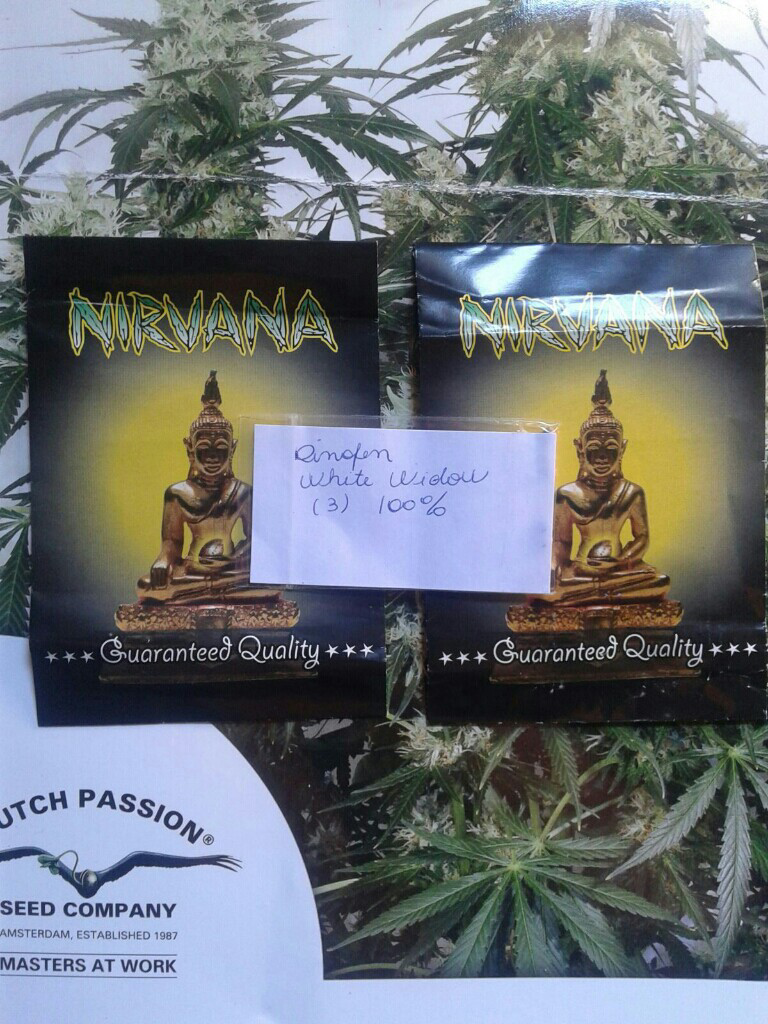 NIRVANA
NIRVANA
White Widow
(3) 100%
★★★ Guaranteed Quality ★★★
★★★ Guaranteed Quality ★★★
UTCH PASSION®
SEED COMPANY
AMSTERDAM, ESTABLISHED 1987
MASTERS AT WORK